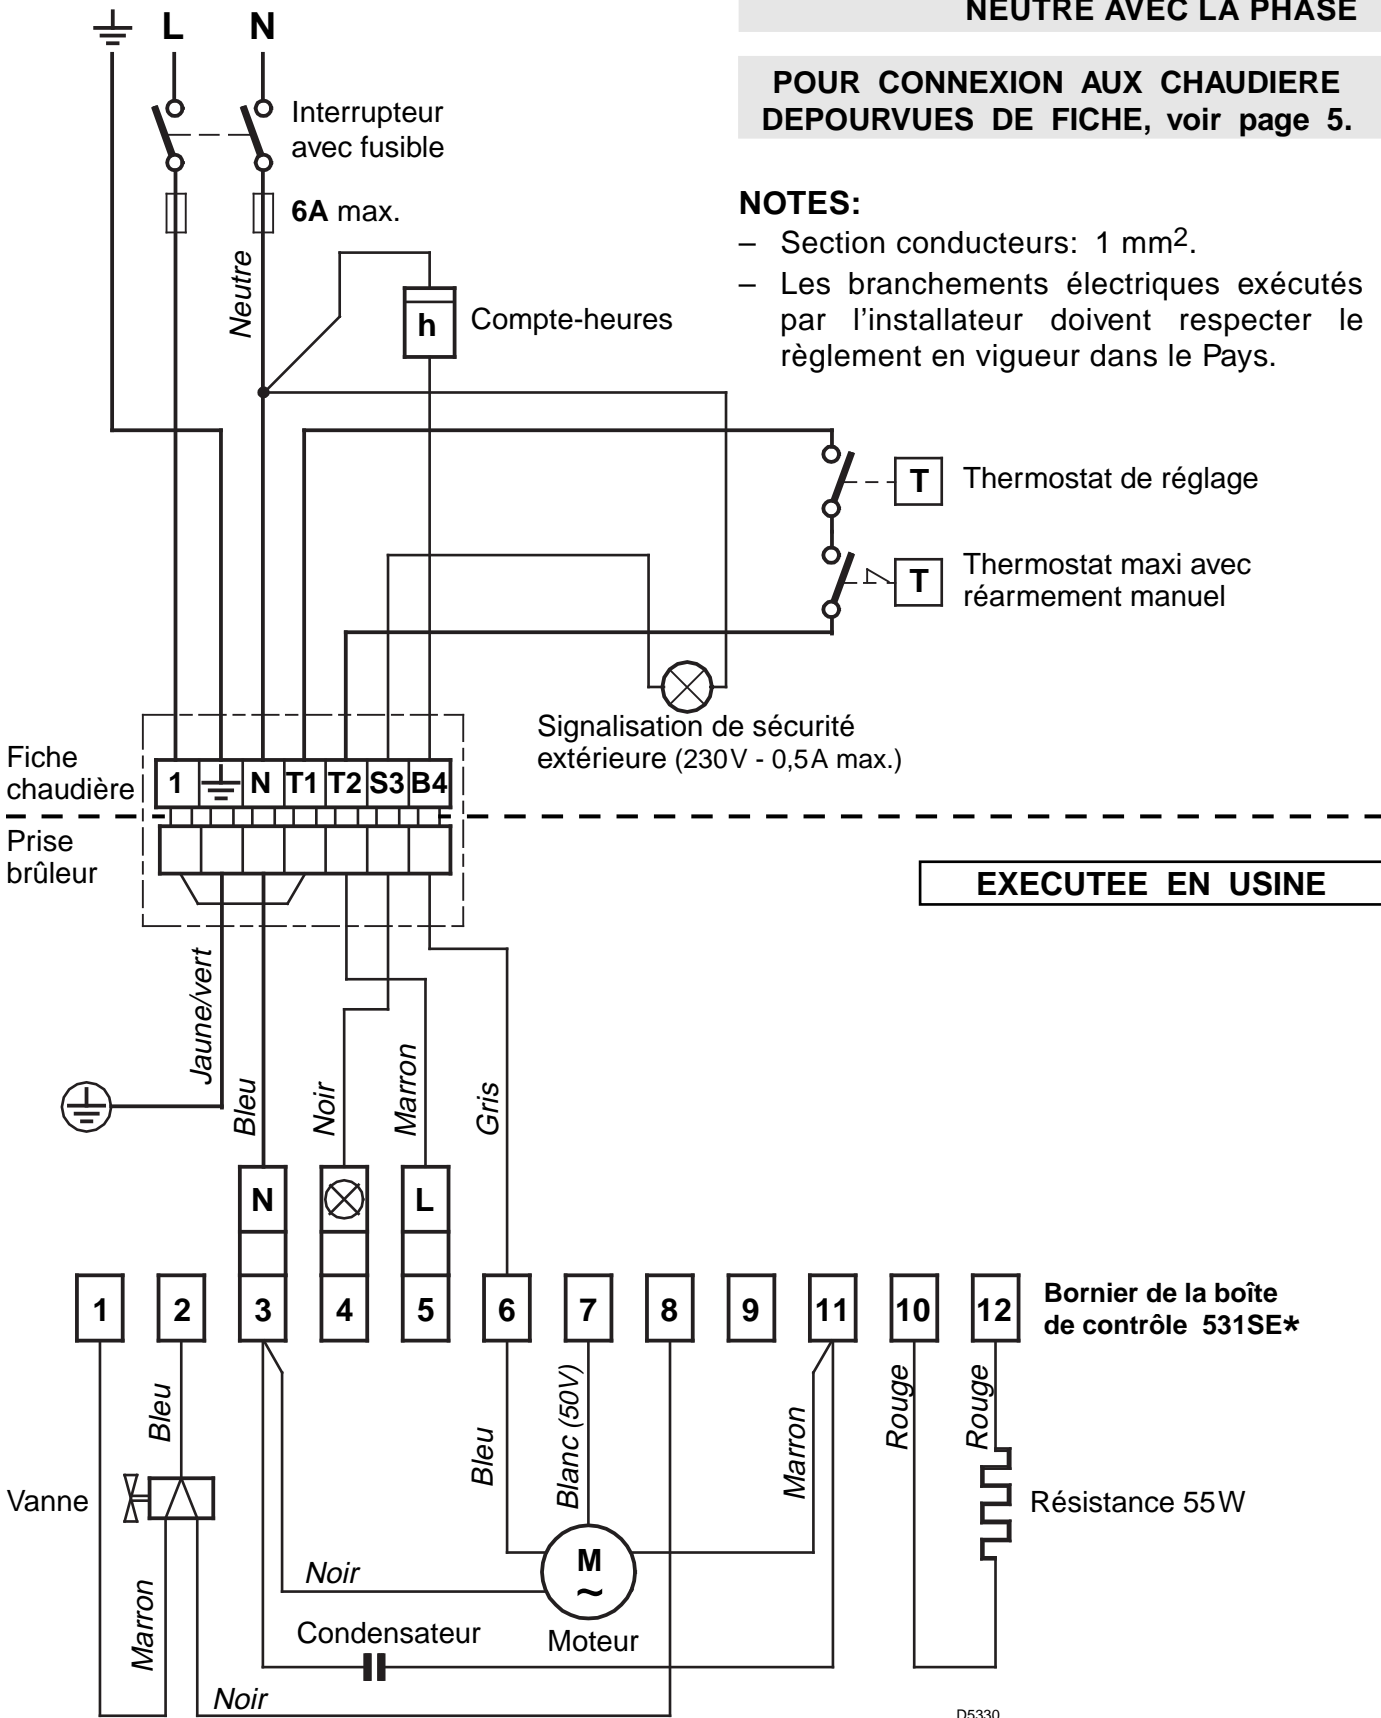 NEUTRE AVEC LA PHASE
L N
POUR CONNEXION AUX CHAUDIERE
DEPOURVUES DE FICHE, voir page 5.
Interrupteur
avec fusible
6A max.
NOTES:
– Section conducteurs: 1 mm2.
– Les branchements électriques exécutés
par l'installateur doivent respecter le
règlement en vigueur dans le Pays.
Neutre
h
Compte-heures
T
Thermostat de réglage
T
Thermostat maxi avec
réarmement manuel
Signalisation de sécurité
extérieure (230V - 0,5A max.)
Fiche
chaudière
1 N T1 T2 S3 B4
Prise
brûleur
EXECUTEE EN USINE
Jaune/vert
Bleu
Noir
Marron
Gris
N L
1 2 3 4 5 6 7 8 9 11 10 12
Bornier de la boîte
de contrôle 531SE*
Bleu
Bleu
Blanc (50V)
Marron
Rouge
Rouge
Vanne
Résistance 55W
M
~
Noir
Marron
Condensateur
Moteur
Noir
D5330